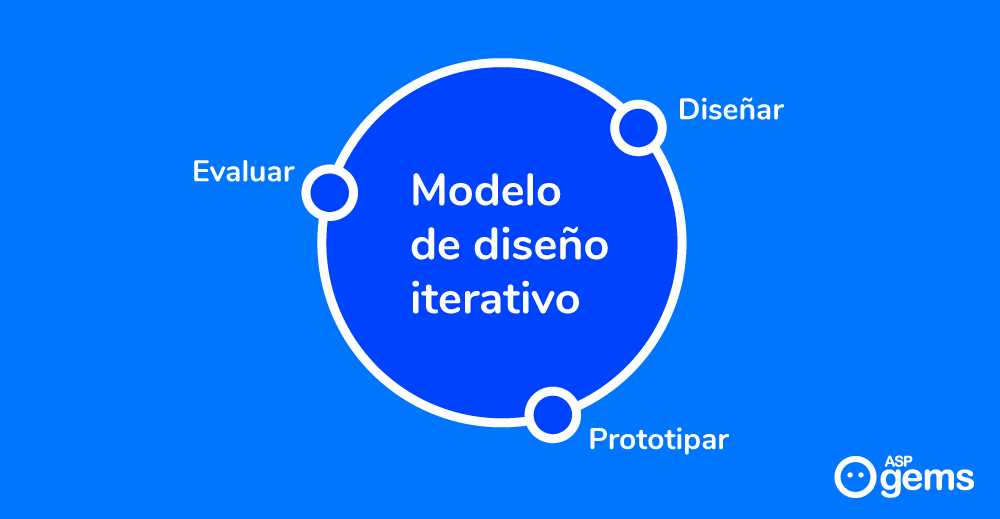 Diseñar
Evaluar
Modelo
de diseño
iterativo
Prototipar
ASP
gems